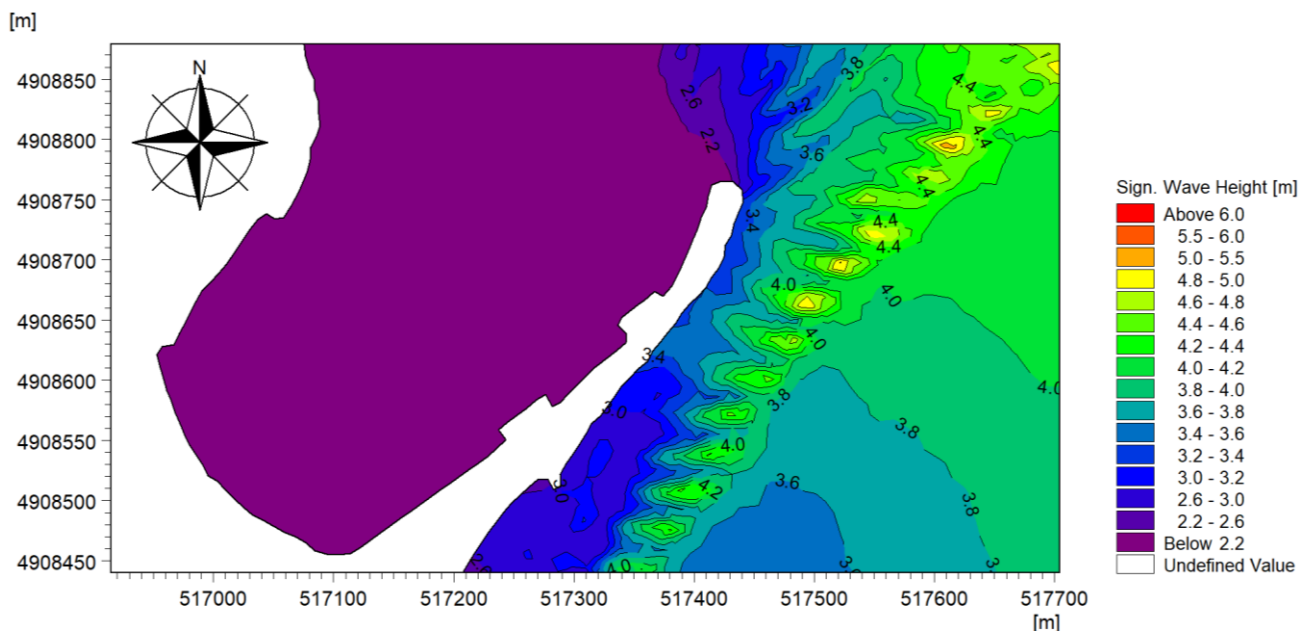 [m]
N
4908850
4908800
4908750
4908700
4908650
4908600
4908550
4908500
4908450
517000
517100
517200
517300
517400
517500
517600
517700
[m]
2.6
2.2
3.2
3.8
3.6
4.4
4.4
4.4
4.4
4.4
3.4
4.0
4.0
4.0
4.0
3.4
3.0
3.8
3.8
4.0
3.6
4.2
3.0
3.8
4.0
3.6
Sign. Wave Height [m]
Above 6.0
5.5 - 6.0
5.0 - 5.5
4.8 - 5.0
4.6 - 4.8
4.4 - 4.6
4.2 - 4.4
4.0 - 4.2
3.8 - 4.0
3.6 - 3.8
3.4 - 3.6
3.2 - 3.4
3.0 - 3.2
2.6 - 3.0
2.2 - 2.6
Below 2.2
Undefined Value